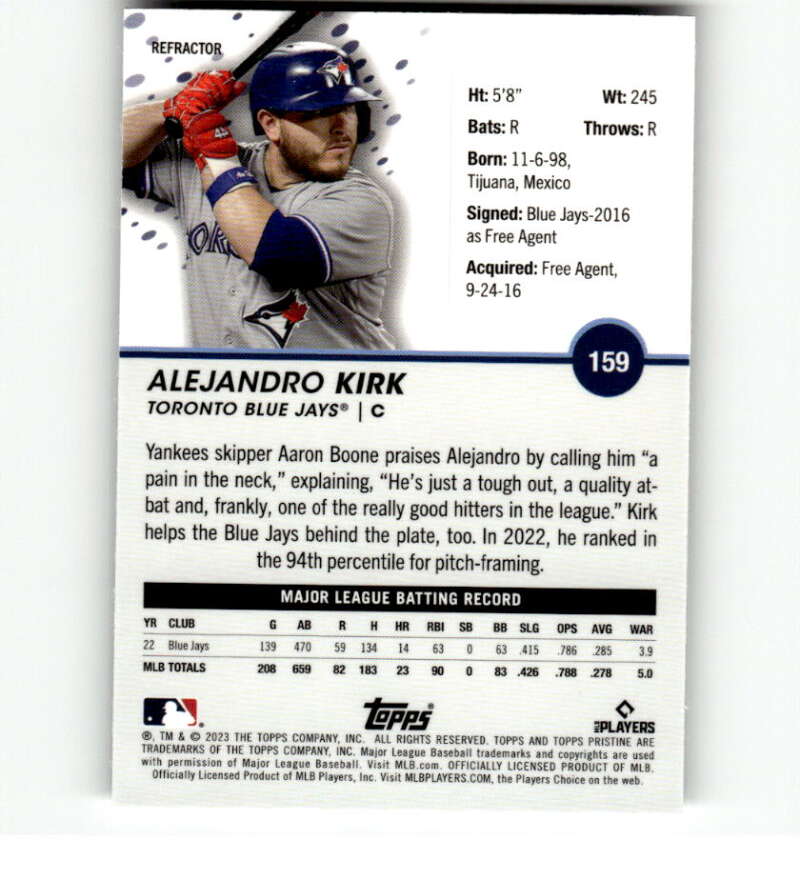 REFRACTOR
Ht: 5'8" Wt: 245
Bats: R Throws: R
Born: 11-6-98,
Tijuana, Mexico
Signed: Blue Jays-2016
as Free Agent
Acquired: Free Agent,
9-24-16
159
ALEJANDRO KIRK
TORONTO BLUE JAYS® | C
Yankees skipper Aaron Boone praises Alejandro by calling him “a
pain in the neck,” explaining, “He’s just a tough out, a quality at-
bat and, frankly, one of the really good hitters in the league.” Kirk
helps the Blue Jays behind the plate, too. In 2022, he ranked in
the 94th percentile for pitch-framing.
MAJOR LEAGUE BATTING RECORD
YR CLUB G AB R H HR RBI SB BB SLG OPS AVG WAR
22 Blue Jays 139 470 59 134 14 63 0 63 .415 .786 .285 3.9
MLB TOTALS 208 659 82 183 23 90 0 83 .426 .788 .278 5.0
Topps
MLB PLAYERS
®, TM & © 2023 THE TOPPS COMPANY, INC. ALL RIGHTS RESERVED. TOPPS AND TOPPS PRISTINE ARE
TRADEMARKS OF THE TOPPS COMPANY, INC. Major League Baseball trademarks and copyrights are used
with permission of Major League Baseball. Visit MLB.com. OFFICIALLY LICENSED PRODUCT OF MLB.
Officially Licensed Product of MLB Players, Inc. Visit MLBPLAYERS.COM, the Players Choice on the web.